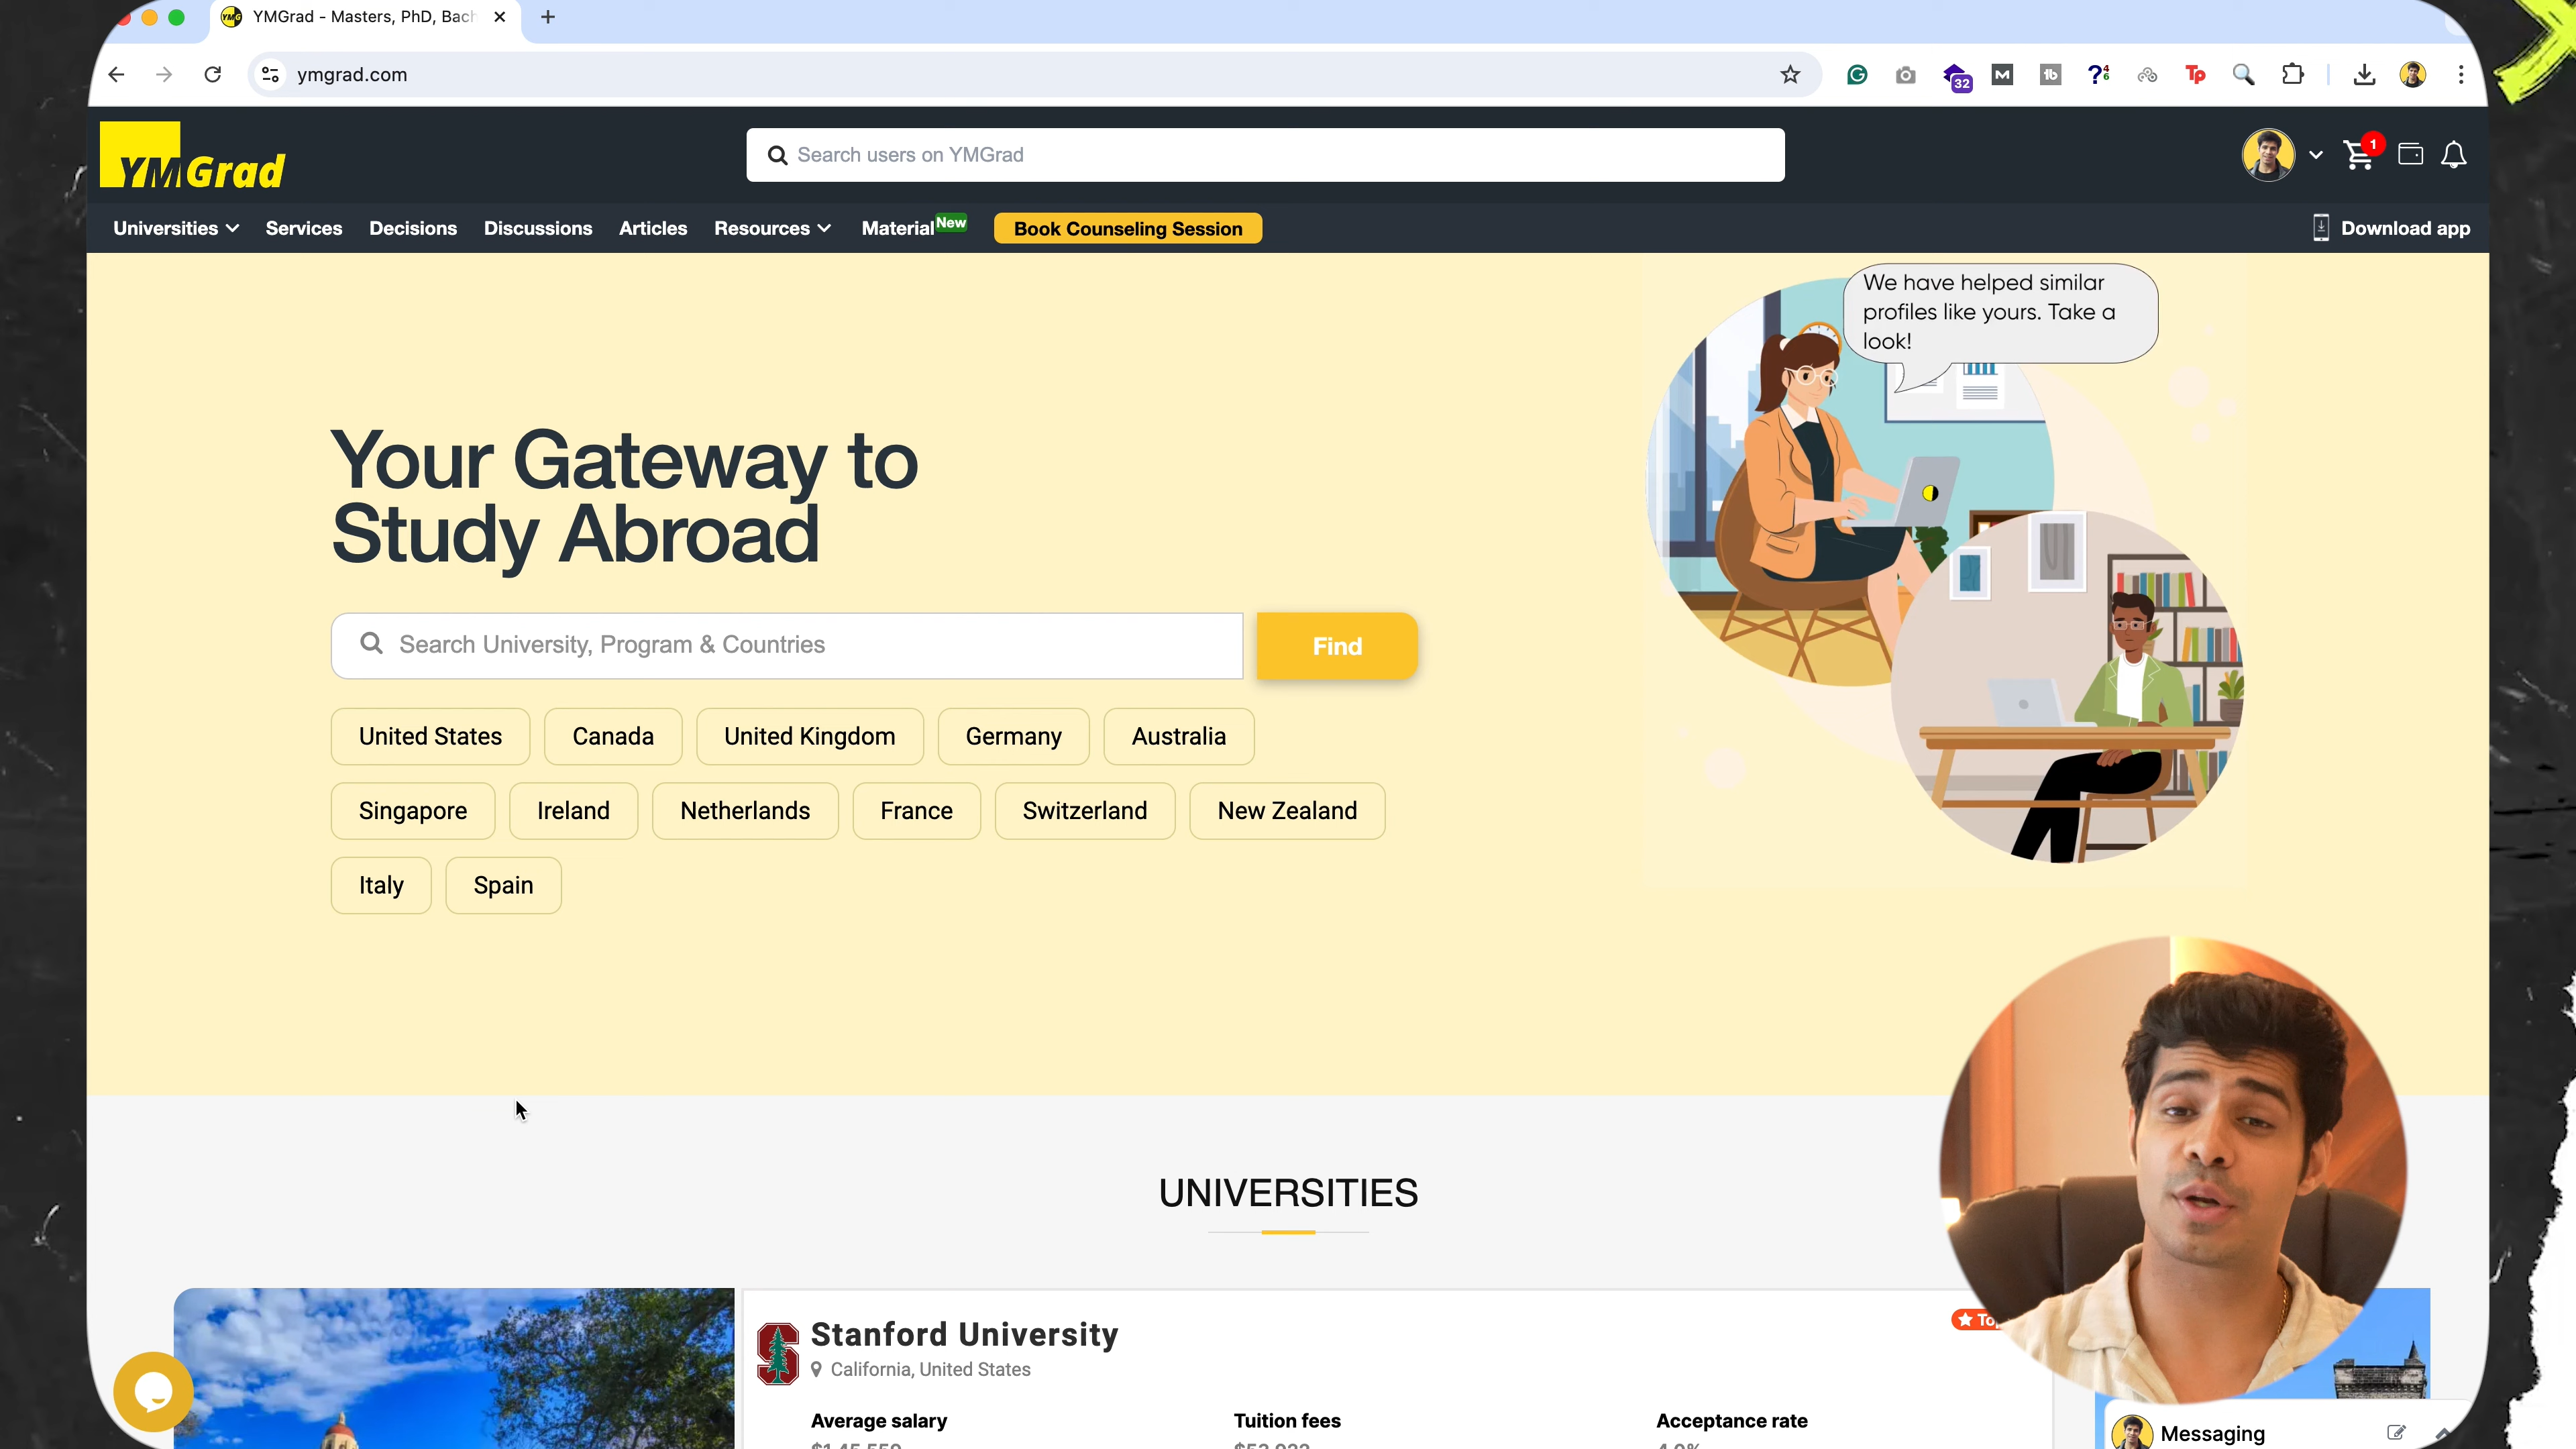 YMGrad - Masters, PhD, Bach
ymgrad.com
32
YMGrad
Search users on YMGrad
1
Universities Services Decisions Discussions Articles Resources Material New Book Counseling Session Download app
We have helped similar
profiles like yours. Take a
look!
Your Gateway to
Study Abroad
Search University, Program & Countries
Find
United States Canada United Kingdom Germany Australia
Singapore Ireland Netherlands France Switzerland New Zealand
Italy Spain
UNIVERSITIES
Stanford University
California, United States
Average salary Tuition fees Acceptance rate
Messaging